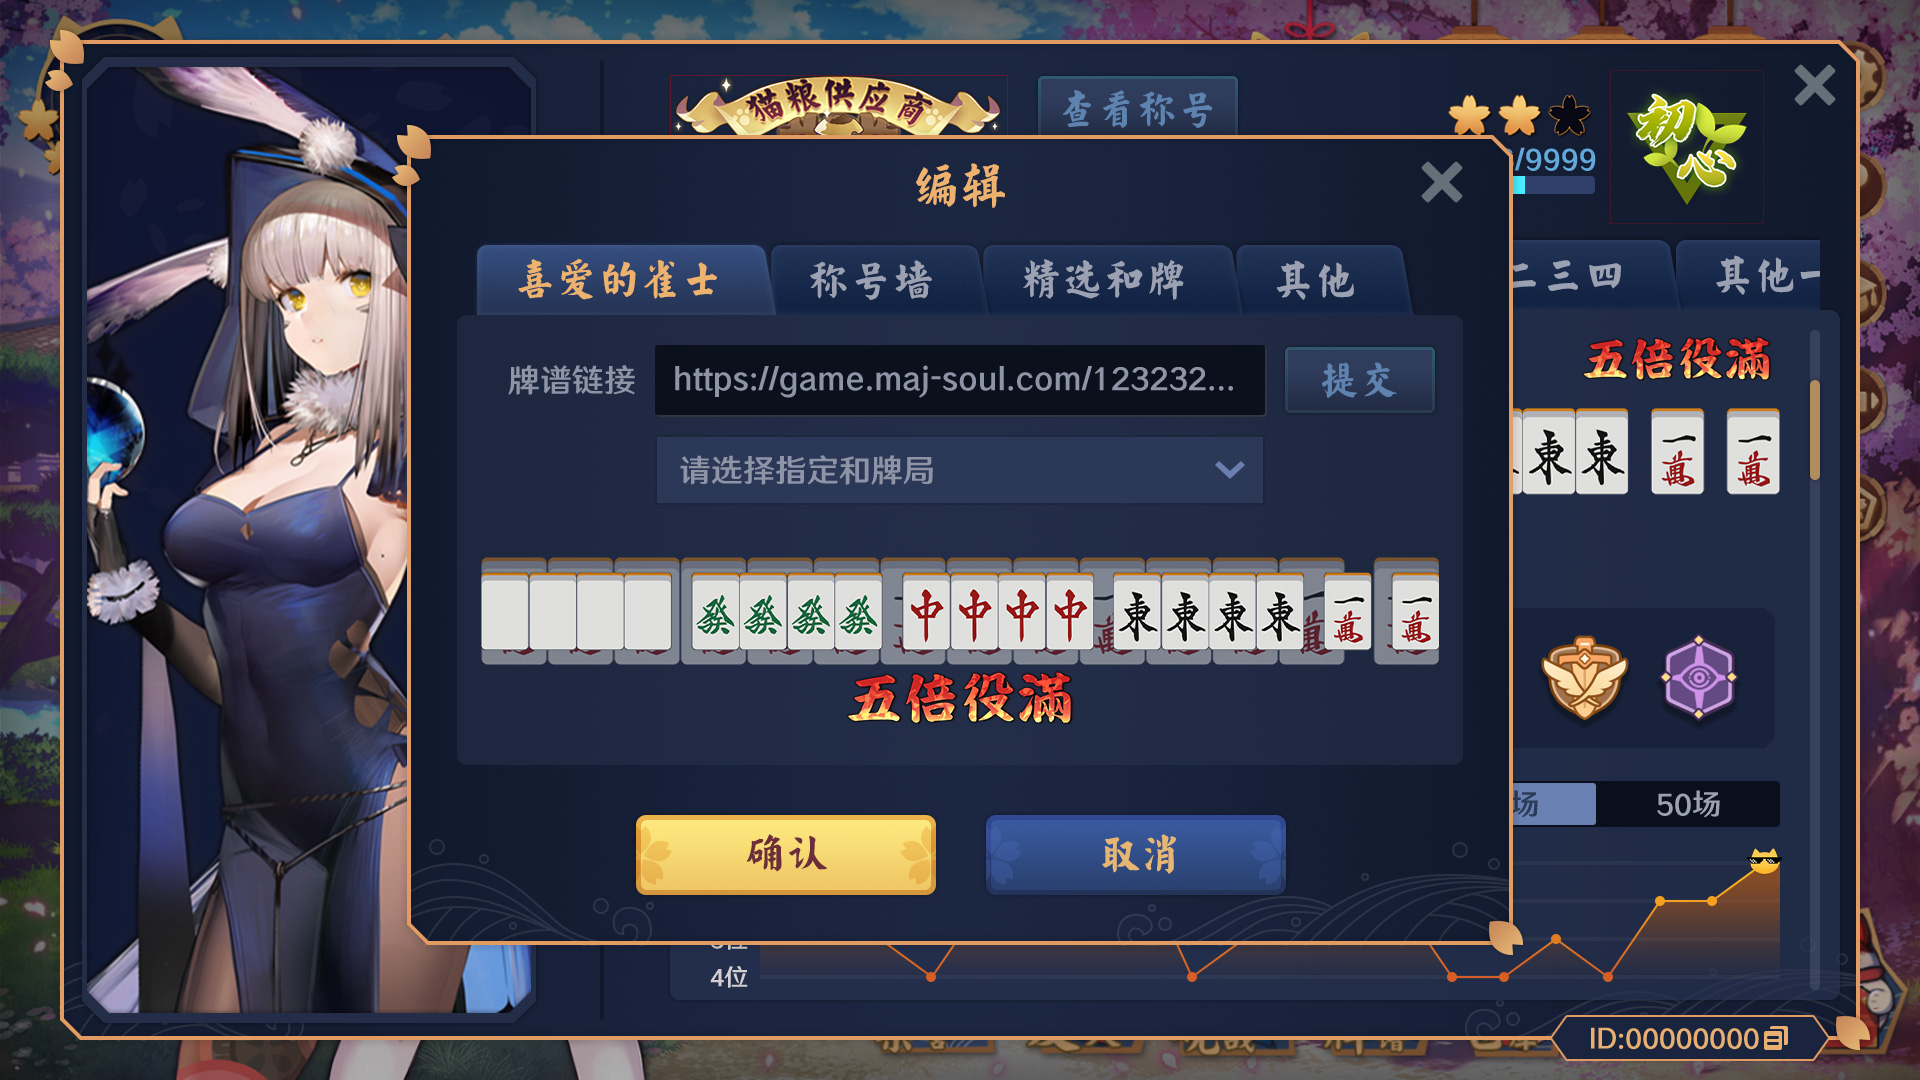 猫粮供应商
查看称号
/9999
初心
编辑
喜爱的雀士
称号墙
精选和牌
其他
二三四
其他一
牌谱链接
https://game.maj-soul.com/123232...
提交
请选择指定和牌局
五倍役滿
東 東 一萬 一萬
發 發 發 發 中 中 中 中 東 東 東 東 一萬 一萬
五倍役滿
场
50场
确认
取消
4位
ID:00000000